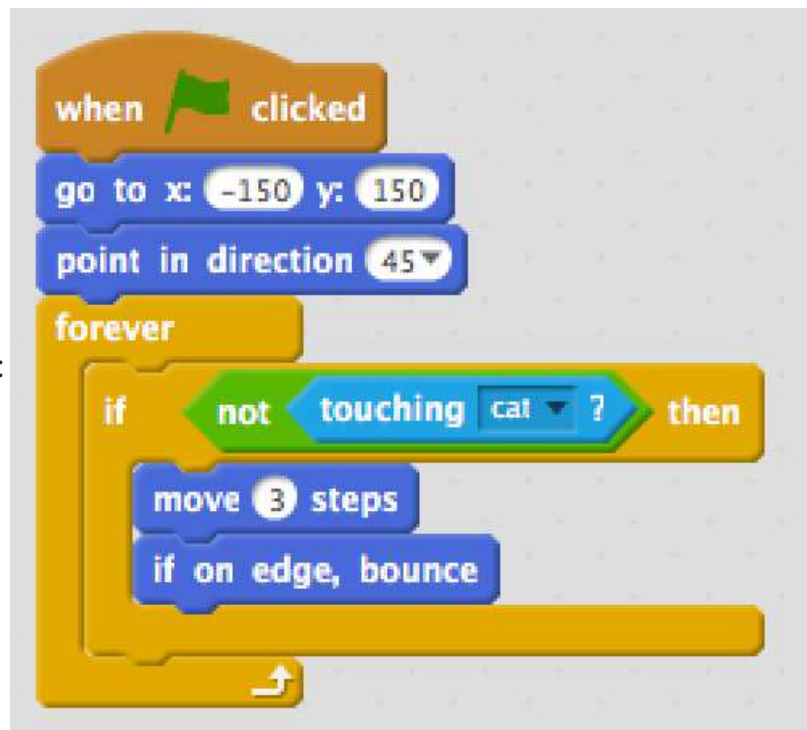 when clicked
go to x: -150 y: 150
point in direction 45
forever
:
if not touching cat ? then
move 3 steps
if on edge, bounce